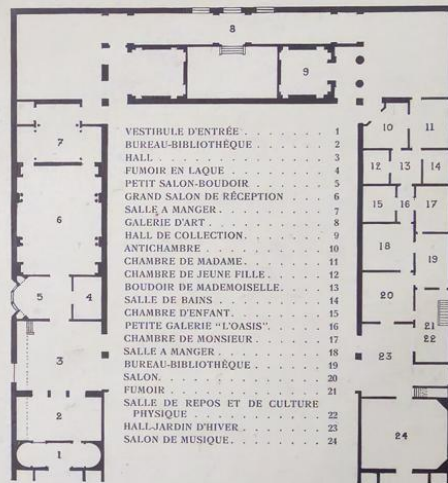 8
9
7
6
5
4
3
2
1
10
11
12
13
14
15
16
17
18
19
20
21
22
23
24
VESTIBULE D'ENTRÉE . . . . . . . . 1
BUREAU-BIBLIOTHÈQUE . . . . . . . 2
HALL . . . . . . . . . . . . . . . 3
FUMOIR EN LAQUE . . . . . . . . . 4
PETIT SALON-BOUDOIR . . . . . . . 5
GRAND SALON DE RÉCEPTION . . . . 6
SALLE A MANGER . . . . . . . . . . 7
GALERIE D'ART . . . . . . . . . . 8
HALL DE COLLECTION . . . . . . . . 9
ANTICHAMBRE . . . . . . . . . . . 10
CHAMBRE DE MADAME . . . . . . . . 11
CHAMBRE DE JEUNE FILLE . . . . . . 12
BOUDOIR DE MADEMOISELLE . . . . . 13
SALLE DE BAINS . . . . . . . . . . 14
CHAMBRE D'ENFANT . . . . . . . . . 15
PETITE GALERIE "L'OASIS" . . . . . 16
CHAMBRE DE MONSIEUR . . . . . . . 17
SALLE A MANGER . . . . . . . . . . 18
BUREAU-BIBLIOTHÈQUE . . . . . . . 19
SALON . . . . . . . . . . . . . . 20
FUMOIR . . . . . . . . . . . . . . 21
SALLE DE REPOS ET DE CULTURE
PHYSIQUE . . . . . . . . . . . . . 22
HALL-JARDIN D'HIVER . . . . . . . 23
SALON DE MUSIQUE . . . . . . . . . 24